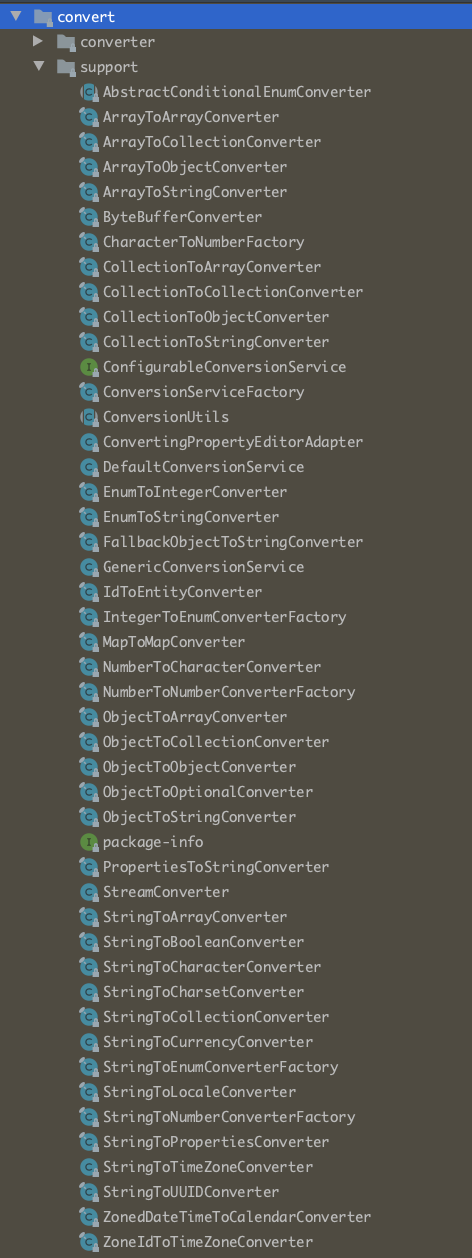 convert
converter
support
AbstractConditionalEnumConverter
ArrayToArrayConverter
ArrayToCollectionConverter
ArrayToObjectConverter
ArrayToStringConverter
ByteBufferConverter
CharacterToNumberFactory
CollectionToArrayConverter
CollectionToCollectionConverter
CollectionToObjectConverter
CollectionToStringConverter
ConfigurableConversionService
ConversionServiceFactory
ConversionUtils
ConvertingPropertyEditorAdapter
DefaultConversionService
EnumToIntegerConverter
EnumToStringConverter
FallbackObjectToStringConverter
GenericConversionService
IdToEntityConverter
IntegerToEnumConverterFactory
MapToMapConverter
NumberToCharacterConverter
NumberToNumberConverterFactory
ObjectToArrayConverter
ObjectToCollectionConverter
ObjectToObjectConverter
ObjectToOptionalConverter
ObjectToStringConverter
package-info
PropertiesToStringConverter
StreamConverter
StringToArrayConverter
StringToBooleanConverter
StringToCharacterConverter
StringToCharsetConverter
StringToCollectionConverter
StringToCurrencyConverter
StringToEnumConverterFactory
StringToLocaleConverter
StringToNumberConverterFactory
StringToPropertiesConverter
StringToTimeZoneConverter
StringToUUIDConverter
ZonedDateTimeToCalendarConverter
ZoneIdToTimeZoneConverter